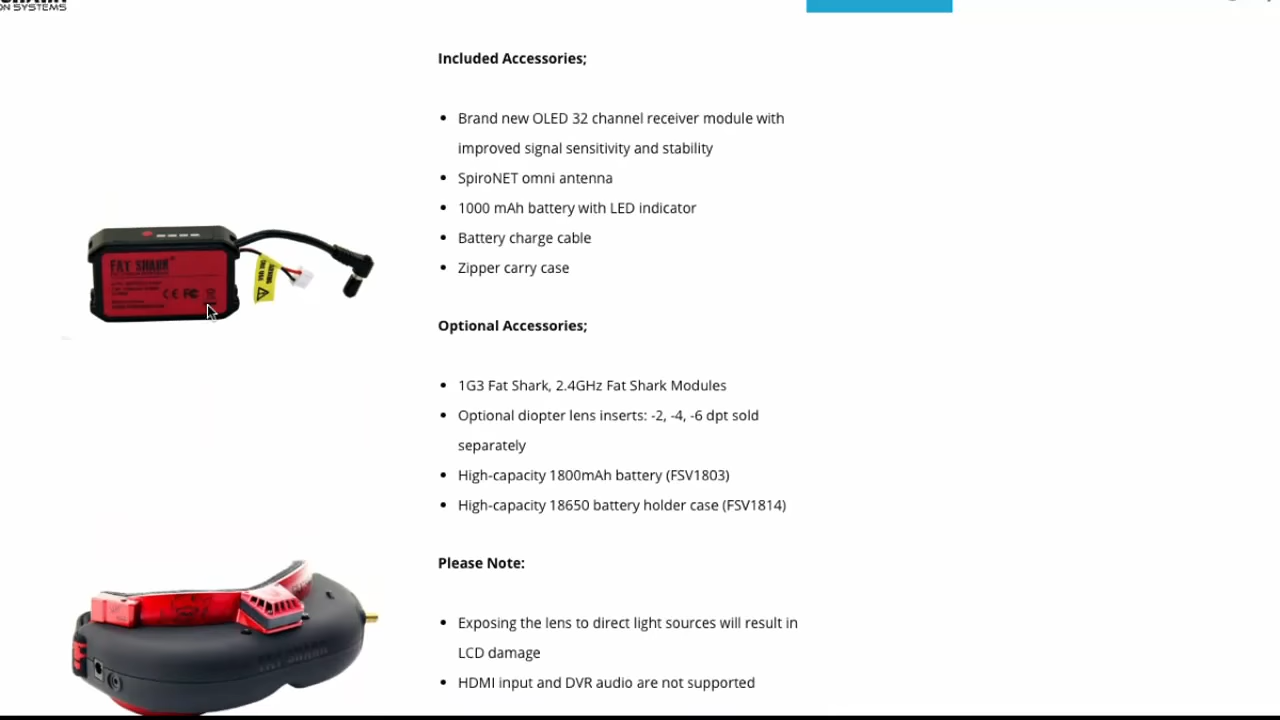 ON SYSTEMS
Included Accessories;
Brand new OLED 32 channel receiver module with
improved signal sensitivity and stability
SpiroNET omni antenna
1000 mAh battery with LED indicator
Battery charge cable
Zipper carry case
FAT SHARK
Optional Accessories;
1G3 Fat Shark, 2.4GHz Fat Shark Modules
Optional diopter lens inserts: -2, -4, -6 dpt sold
separately
High-capacity 1800mAh battery (FSV1803)
High-capacity 18650 battery holder case (FSV1814)
Please Note:
Exposing the lens to direct light sources will result in
LCD damage
HDMI input and DVR audio are not supported
FAT SHARK